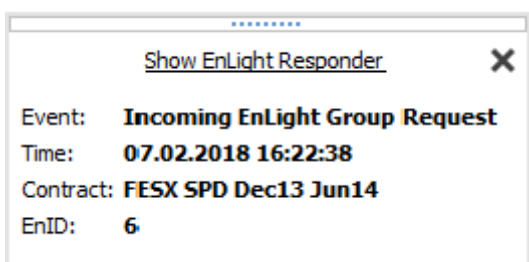 Show EnLight Responder
Event: Incoming EnLight Group Request
Time: 07.02.2018 16:22:38
Contract: FESX SPD Dec13 Jun14
EnID: 6